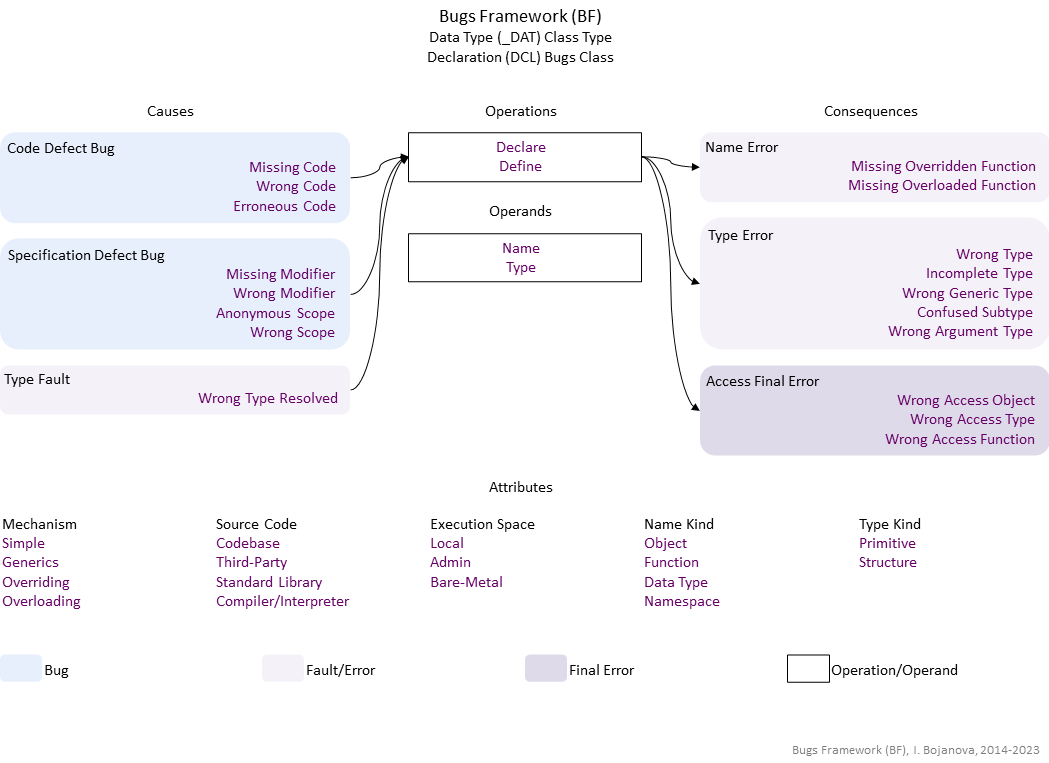 Bugs Framework (BF)
Data Type (_DAT) Class Type
Declaration (DCL) Bugs Class
Causes
Operations
Consequences
Code Defect Bug
Missing Code
Wrong Code
Erroneous Code
Specification Defect Bug
Missing Modifier
Wrong Modifier
Anonymous Scope
Wrong Scope
Type Fault
Wrong Type Resolved
Declare
Define
Operands
Name
Type
Name Error
Missing Overridden Function
Missing Overloaded Function
Type Error
Wrong Type
Incomplete Type
Wrong Generic Type
Confused Subtype
Wrong Argument Type
Access Final Error
Wrong Access Object
Wrong Access Type
Wrong Access Function
Attributes
Mechanism
Simple
Generics
Overriding
Overloading
Source Code
Codebase
Third-Party
Standard Library
Compiler/Interpreter
Execution Space
Local
Admin
Bare-Metal
Name Kind
Object
Function
Data Type
Namespace
Type Kind
Primitive
Structure
Bug
Fault/Error
Final Error
Operation/Operand
Bugs Framework (BF), I. Bojanova, 2014-2023